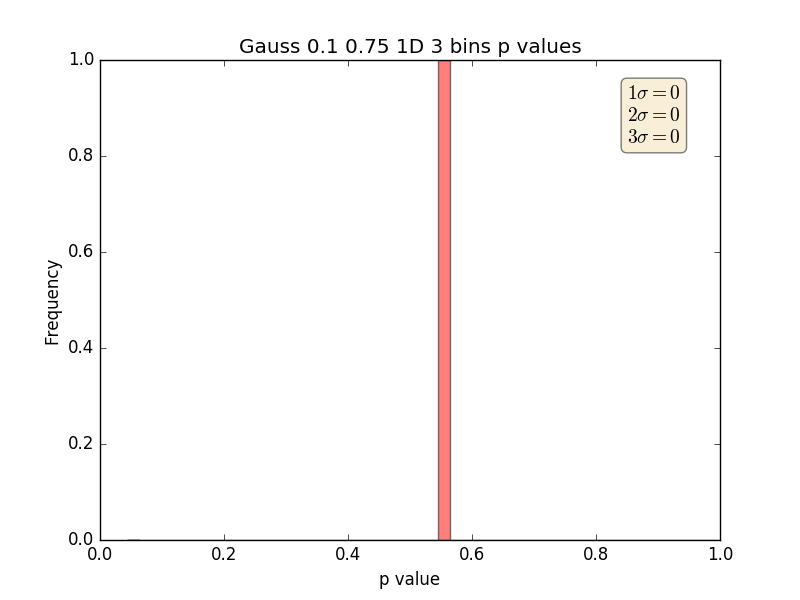 Gauss 0.1 0.75 1D 3 bins p values
1σ = 0
2σ = 0
3σ = 0
Frequency
1.0
0.8
0.6
0.4
0.2
0.0
0.0 0.2 0.4 0.6 0.8 1.0
p value